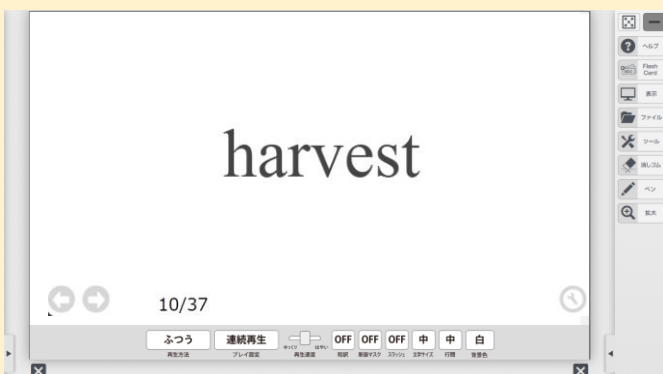 harvest
10/37
ヘルプ
Flash
Card
表示
ファイル
ツール
消しゴム
ペン
拡大
ふつう
連続再生
OFF
OFF
OFF
中
中
白
再生方法
プレイ設定
ゆっくり
はやい
再生速度
和訳
単語マスク
スラッシュ
文字サイズ
行間
背景色